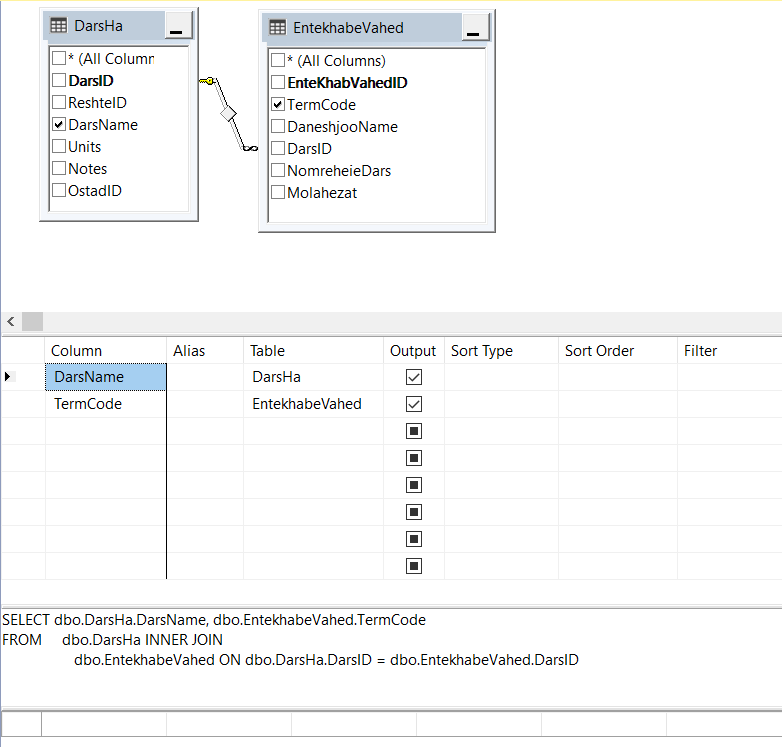 DarsHa
* (All Column
DarsID
ReshteID
DarsName
Units
Notes
OstadID
EntekhabeVahed
* (All Columns)
EnteKhabVahedID
TermCode
DaneshjooName
DarsID
NomreheieDars
Molahezat
Column Alias Table Output Sort Type Sort Order Filter
DarsName DarsHa
TermCode EntekhabeVahed
SELECT dbo.DarsHa.DarsName, dbo.EntekhabeVahed.TermCode
FROM dbo.DarsHa INNER JOIN
dbo.EntekhabeVahed ON dbo.DarsHa.DarsID = dbo.EntekhabeVahed.DarsID